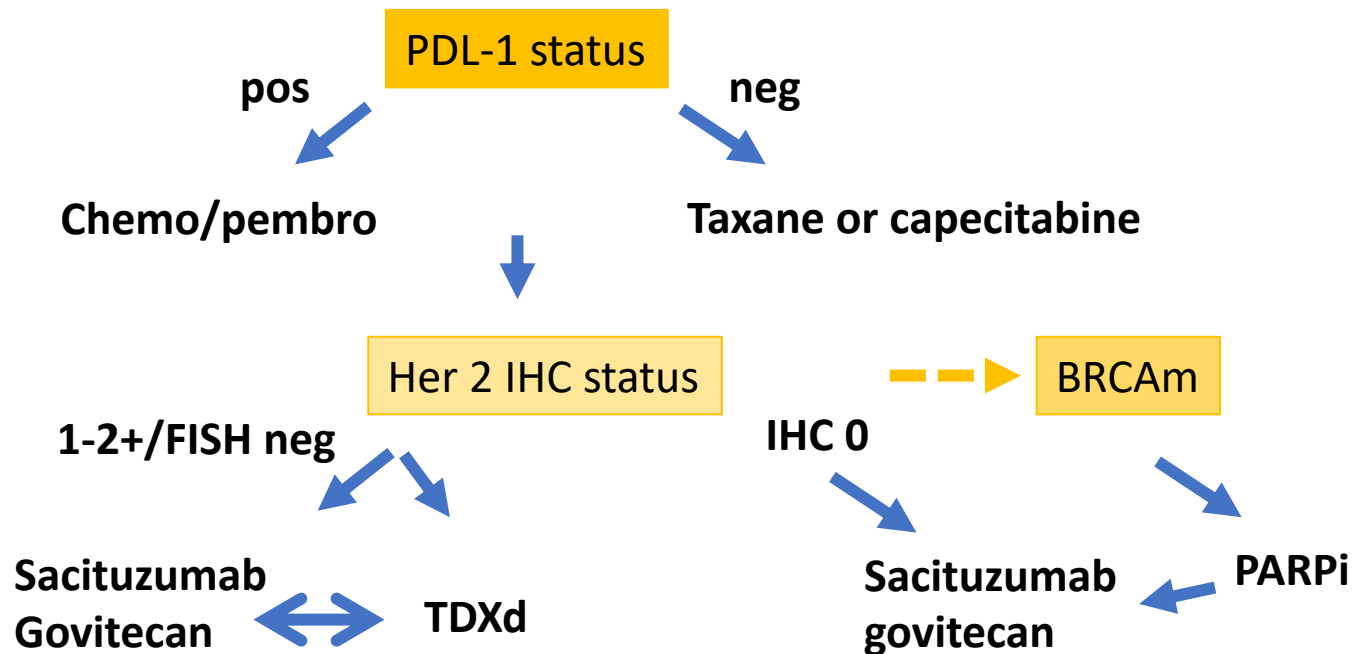 PDL-1 status
pos
neg
Chemo/pembro
Taxane or capecitabine
Her 2 IHC status
BRCAm
1-2+/FISH neg
IHC 0
Sacituzumab
Govitecan
TDXd
Sacituzumab
govitecan
PARPi